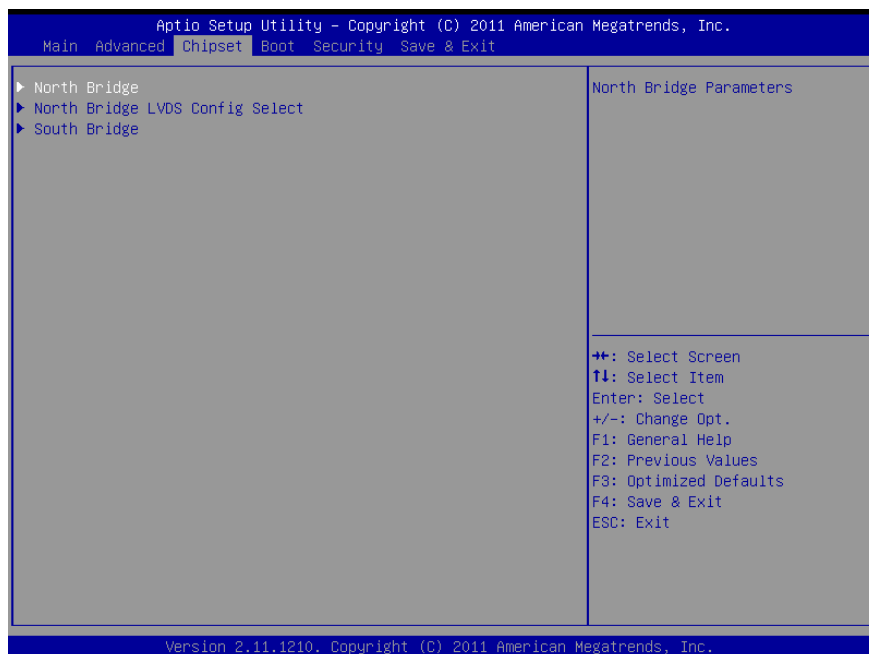 Aptio Setup Utility – Copyright (C) 2011 American Megatrends, Inc.
Main Advanced Chipset Boot Security Save & Exit
▶ North Bridge
▶ North Bridge LVDS Config Select
▶ South Bridge
North Bridge Parameters
→←: Select Screen
↑↓: Select Item
Enter: Select
+/-: Change Opt.
F1: General Help
F2: Previous Values
F3: Optimized Defaults
F4: Save & Exit
ESC: Exit
Version 2.11.1210. Copyright (C) 2011 American Megatrends, Inc.